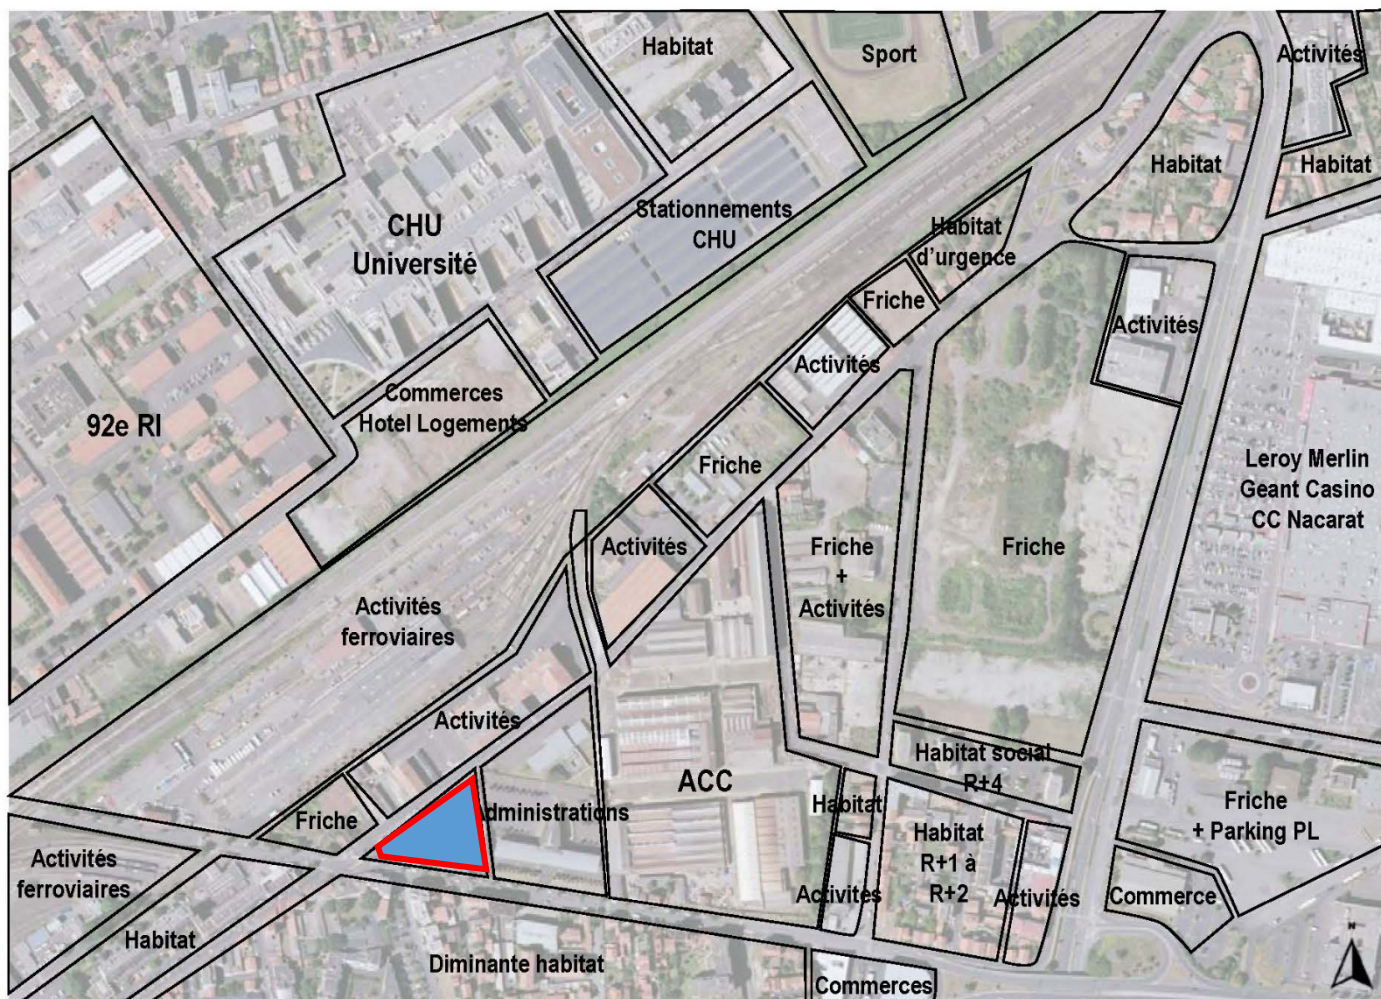 Habitat
Sport
Activités
Habitat
Habitat
CHU
Université
Stationnements
CHU
Habitat
d'urgence
Friche
Activités
Activités
Commerces
Hotel Logements
92e RI
Friche
Leroy Merlin
Geant Casino
CC Nacarat
Activités
Friche
+
Activités
Friche
Activités
ferroviaires
Activités
Habitat social
R+4
ACC
Administrations
Habitat
Friche
Friche
+ Parking PL
Habitat
R+1 à
R+2
Activités
ferroviaires
Activités
Activités
Commerce
Habitat
Diminante habitat
Commerces